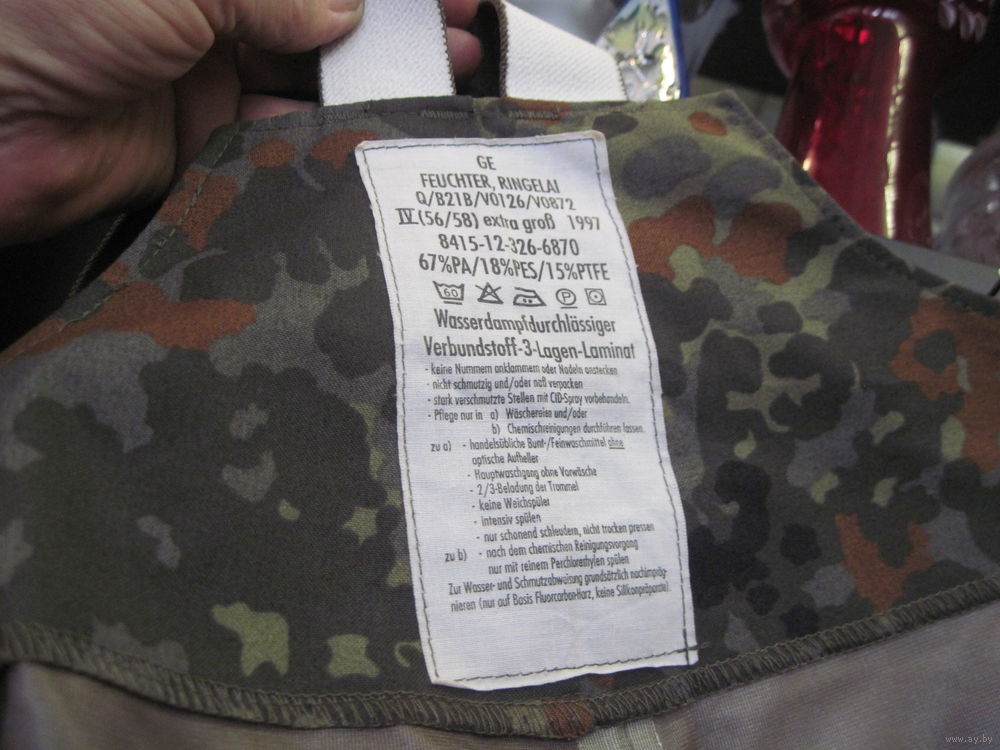 GE
FEUCHTER, RINGELAI
Q/B21B/V0126/V0872
IV (56/58) extra groß 1997
8415-12-326-6870
67%PA/18%PES/15%PTFE
60 P
Wasserdampfdurchlässiger
Verbundstoff-3-Lagen-Laminat
- keine Nummern anklammern oder Nadeln anstecken
- nicht schmutzig und/oder naß verpacken
- stark verschmutzte Stellen mit CID-Spray vorbehandeln.
- Pflege nur in a) Wäschereien und/oder
b) Chemischreinigungen durchführen lassen.
zu a) - handelsübliche Bunt-/Feinwaschmittel ohne
optische Aufheller
- Hauptwaschgang ohne Vorwäsche
- 2/3-Beladung der Trommel
- keine Weichspüler
- intensiv spülen
- nur schonend schleudern, nicht trocken pressen
zu b) - nach dem chemischen Reinigungsvorgang
nur mit reinem Perchlorethylen spülen
Zur Wasser- und Schmutzabweisung grundsätzlich nachimpräg-
nieren (nur auf Basis Fluorcarbon-Harz, keine Silikonpräparate).
www.ay.by